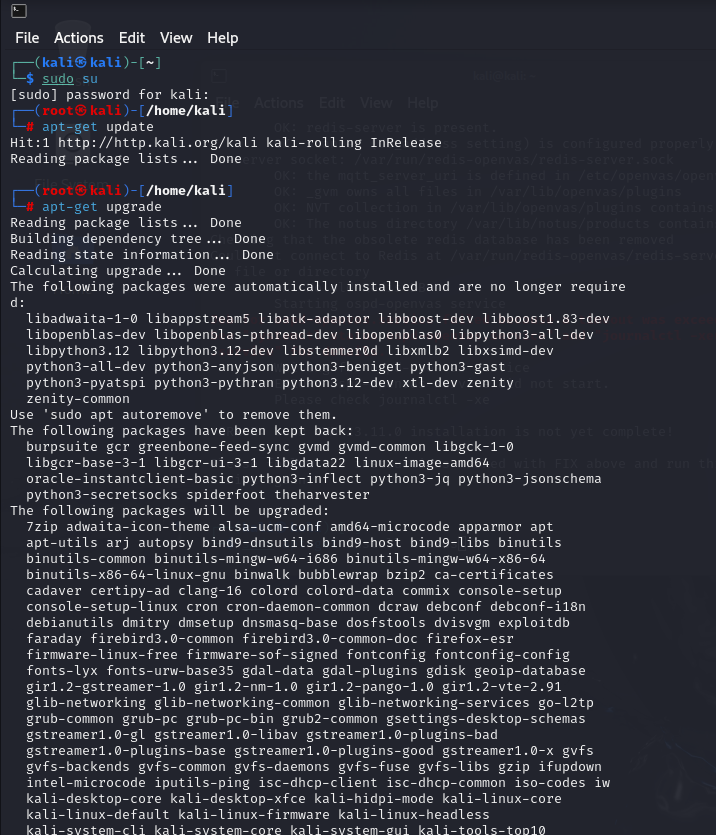 File Actions Edit View Help
┌──(kali㉿kali)-[~]
└─$ sudo su
[sudo] password for kali:
┌──(root㉿kali)-[/home/kali]
└─# apt-get update
Hit:1 http://http.kali.org/kali kali-rolling InRelease
Reading package lists... Done
┌──(root㉿kali)-[/home/kali]
└─# apt-get upgrade
Reading package lists... Done
Building dependency tree... Done
Reading state information... Done
Calculating upgrade... Done
The following packages were automatically installed and are no longer require
d:
libadwaita-1-0 libappstream5 libatk-adaptor libboost-dev libboost1.83-dev
libopenblas-dev libopenblas-pthread-dev libopenblas0 libpython3-all-dev
libpython3.12 libpython3.12-dev libstemmer0d libxmlb2 libxsimd-dev
python3-all-dev python3-anyjson python3-beniget python3-gast
python3-pyatspi python3-pythran python3.12-dev xtl-dev zenity
zenity-common
Use 'sudo apt autoremove' to remove them.
The following packages have been kept back:
burpsuite gcr greenbone-feed-sync gvmd gvmd-common libgck-1-0
libgcr-base-3-1 libgcr-ui-3-1 libgdata22 linux-image-amd64
oracle-instantclient-basic python3-inflect python3-jq python3-jsonschema
python3-secretsocks spiderfoot theharvester
The following packages will be upgraded:
7zip adwaita-icon-theme alsa-ucm-conf amd64-microcode apparmor apt
apt-utils arj autopsy bind9-dnsutils bind9-host bind9-libs binutils
binutils-common binutils-mingw-w64-i686 binutils-mingw-w64-x86-64
binutils-x86-64-linux-gnu binwalk bubblewrap bzip2 ca-certificates
cadaver certipy-ad clang-16 colord colord-data commix console-setup
console-setup-linux cron cron-daemon-common dcraw debconf debconf-i18n
debianutils dmitry dmsetup dnsmasq-base dosfstools dvisvgm exploitdb
faraday firebird3.0-common firebird3.0-common-doc firefox-esr
firmware-linux-free firmware-sof-signed fontconfig fontconfig-config
fonts-lyx fonts-urw-base35 gdal-data gdal-plugins gdisk geoip-database
gir1.2-gstreamer-1.0 gir1.2-nm-1.0 gir1.2-pango-1.0 gir1.2-vte-2.91
glib-networking glib-networking-common glib-networking-services go-l2tp
grub-common grub-pc grub-pc-bin grub2-common gsettings-desktop-schemas
gstreamer1.0-gl gstreamer1.0-libav gstreamer1.0-plugins-bad
gstreamer1.0-plugins-base gstreamer1.0-plugins-good gstreamer1.0-x gvfs
gvfs-backends gvfs-common gvfs-daemons gvfs-fuse gvfs-libs gzip ifupdown
intel-microcode iputils-ping isc-dhcp-client isc-dhcp-common iso-codes iw
kali-desktop-core kali-desktop-xfce kali-hidpi-mode kali-linux-core
kali-linux-default kali-linux-firmware kali-linux-headless
kali-system-cli kali-system-core kali-system-gui kali-tools-top10